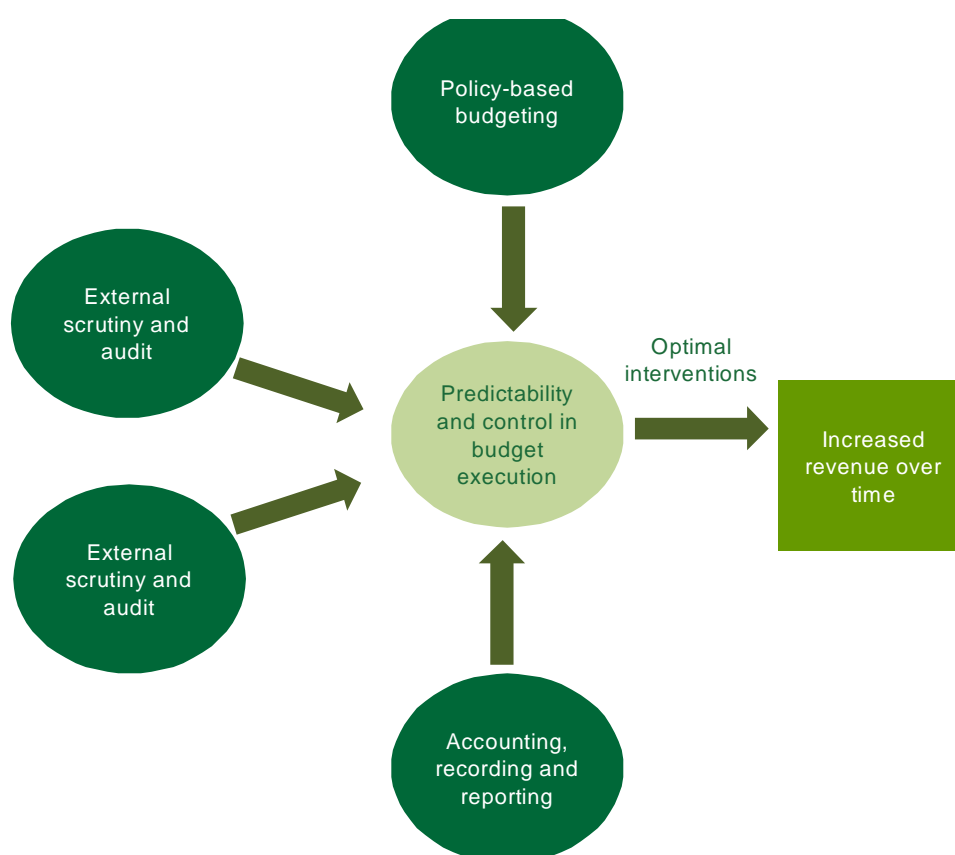 Policy-based
budgeting
External
scrutiny and
audit
Optimal
interventions
Predictability
and control in
budget
execution
Increased
revenue over
time
External
scrutiny and
audit
Accounting,
recording and
reporting